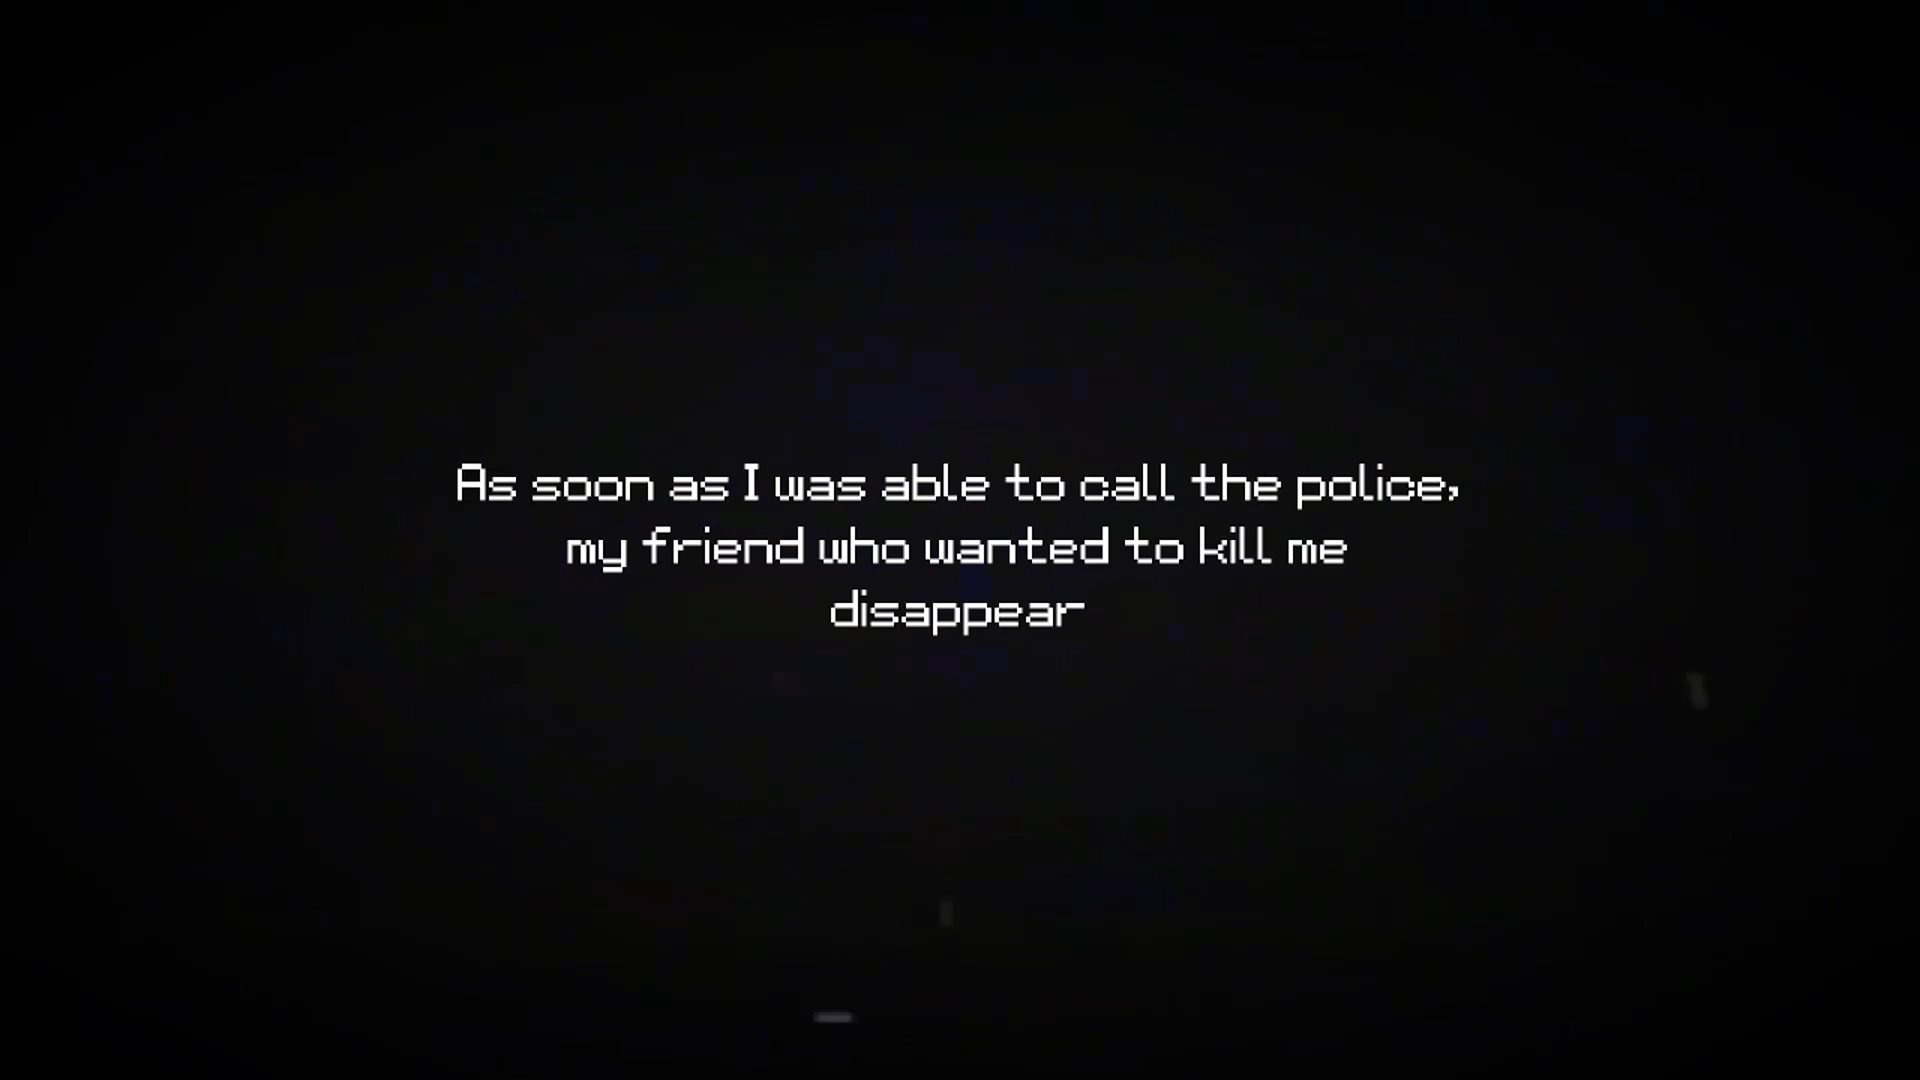 As soon as I was able to call the police,
my friend who wanted to kill me
disappear